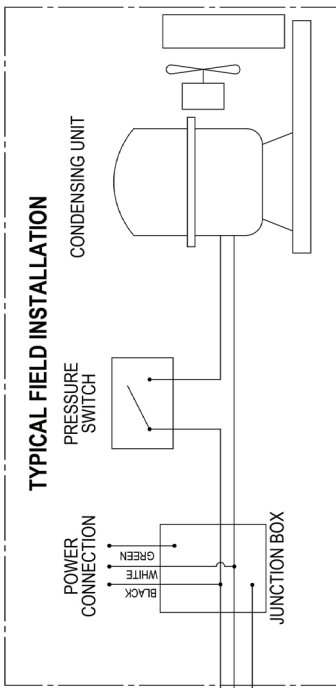 TYPICAL FIELD INSTALLATION
CONDENSING UNIT
PRESSURE
SWITCH
POWER
CONNECTION
GREEN
WHITE
BLACK
JUNCTION BOX